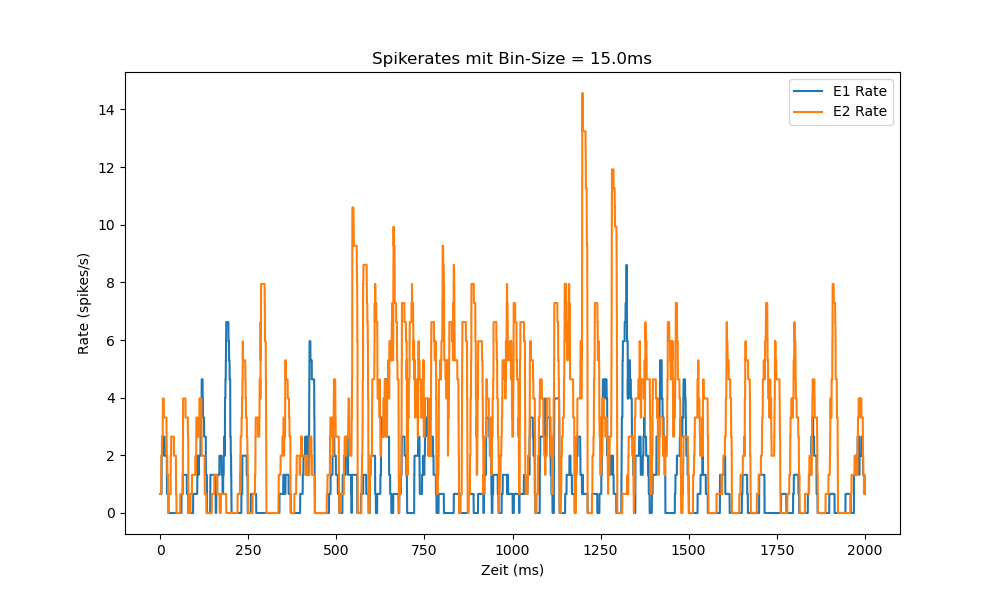 Spikerates mit Bin-Size = 15.0ms
E1 Rate
E2 Rate
Rate (spikes/s)
14
12
10
8
6
4
2
0
0 250 500 750 1000 1250 1500 1750 2000
Zeit (ms)